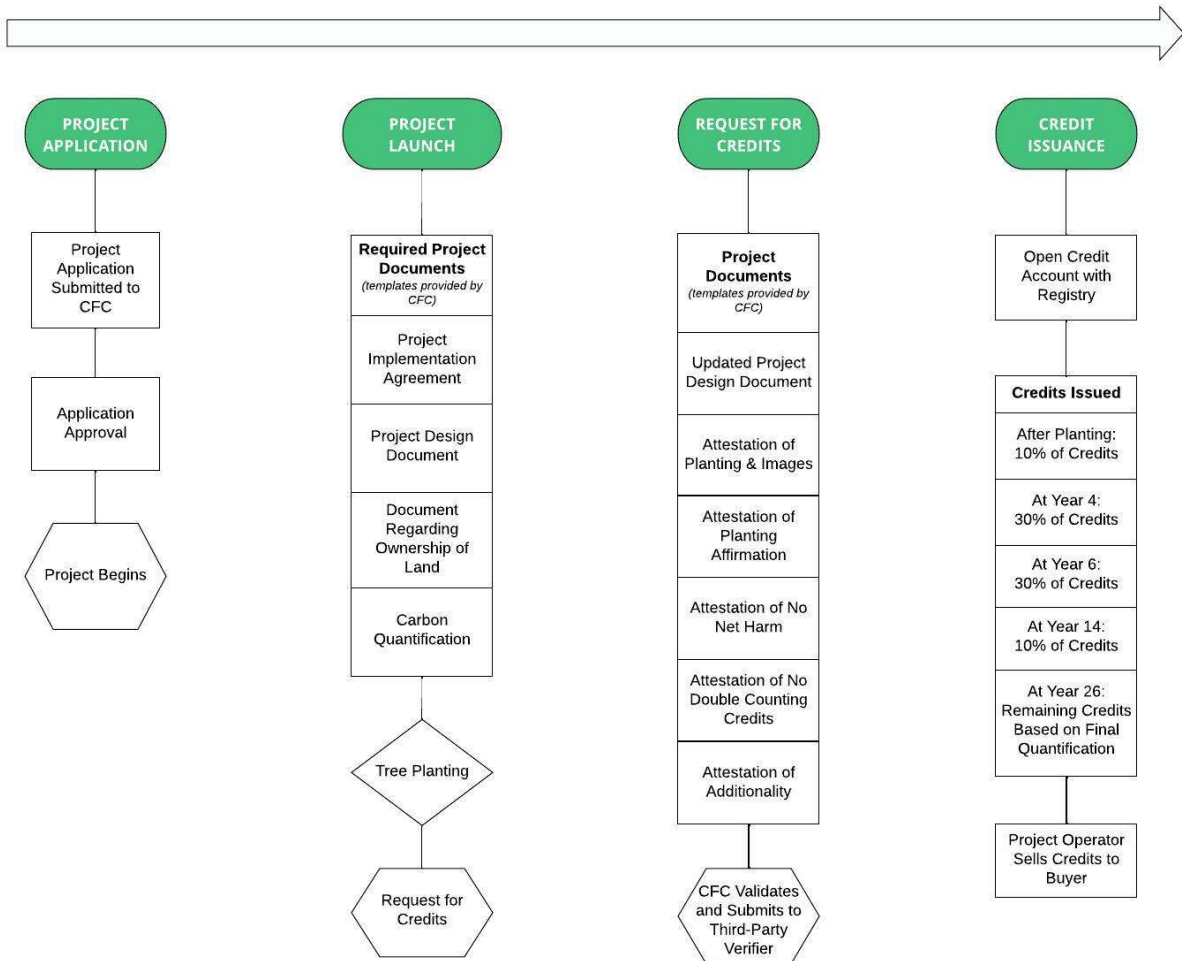 PROJECT
APPLICATION
Project
Application
Submitted to
CFC
Application
Approval
Project Begins
PROJECT
LAUNCH
Required Project
Documents
(templates provided by
CFC)
Project
Implementation
Agreement
Project Design
Document
Document
Regarding
Ownership of
Land
Carbon
Quantification
Tree Planting
Request for
Credits
REQUEST FOR
CREDITS
Project
Documents
(templates provided by
CFC)
Updated Project
Design Document
Attestation of
Planting & Images
Attestation of
Planting
Affirmation
Attestation of No
Net Harm
Attestation of No
Double Counting
Credits
Attestation of
Additionality
CFC Validates
and Submits to
Third-Party
Verifier
CREDIT
ISSUANCE
Open Credit
Account with
Registry
Credits Issued
After Planting:
10% of Credits
At Year 4:
30% of Credits
At Year 6:
30% of Credits
At Year 14:
10% of Credits
At Year 26:
Remaining Credits
Based on Final
Quantification
Project Operator
Sells Credits to
Buyer